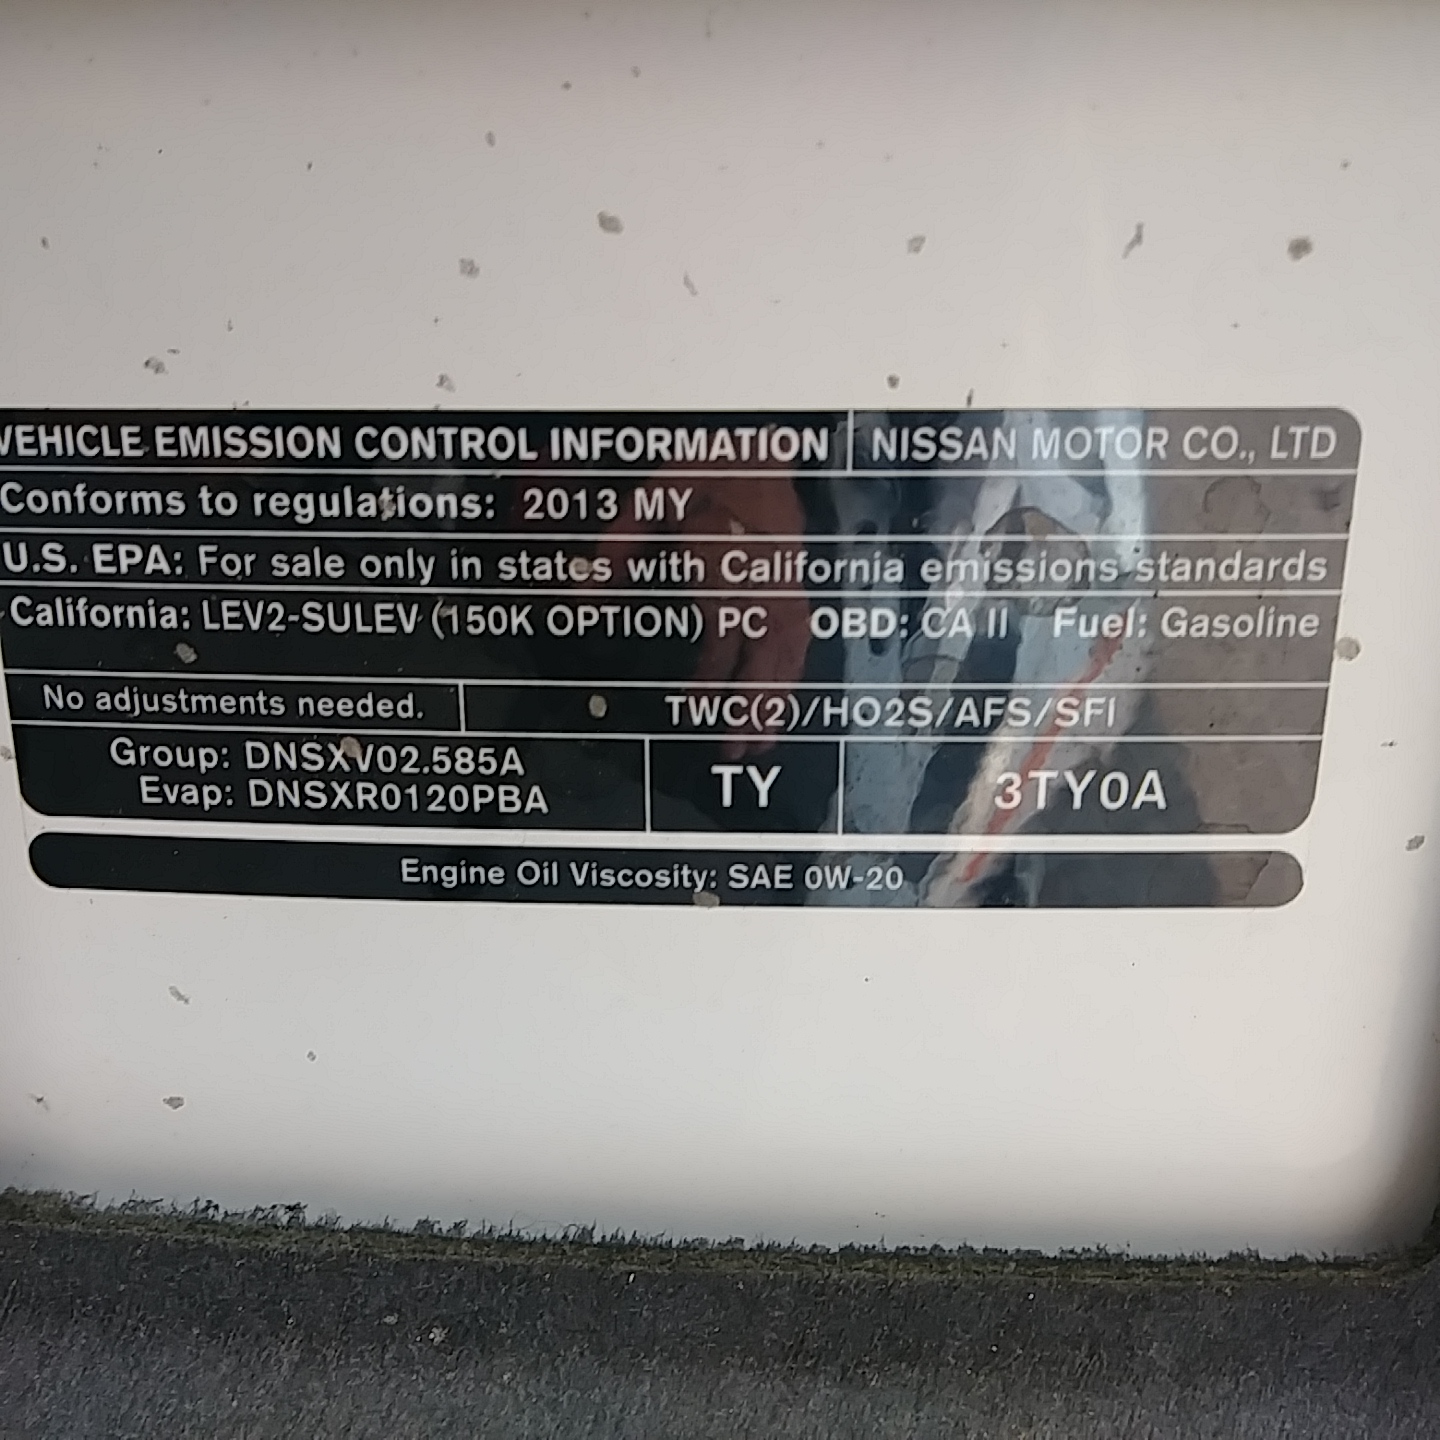 VEHICLE EMISSION CONTROL INFORMATION NISSAN MOTOR CO., LTD
Conforms to regulations: 2013 MY
U.S. EPA: For sale only in states with California emissions standards
California: LEV2-SULEV (150K OPTION) PC OBD: CA II Fuel: Gasoline
No adjustments needed. TWC(2)/HO2S/AFS/SFI
Group: DNSXV02.585A
Evap: DNSXR0120PBA
TY
3TY0A
Engine Oil Viscosity: SAE 0W-20